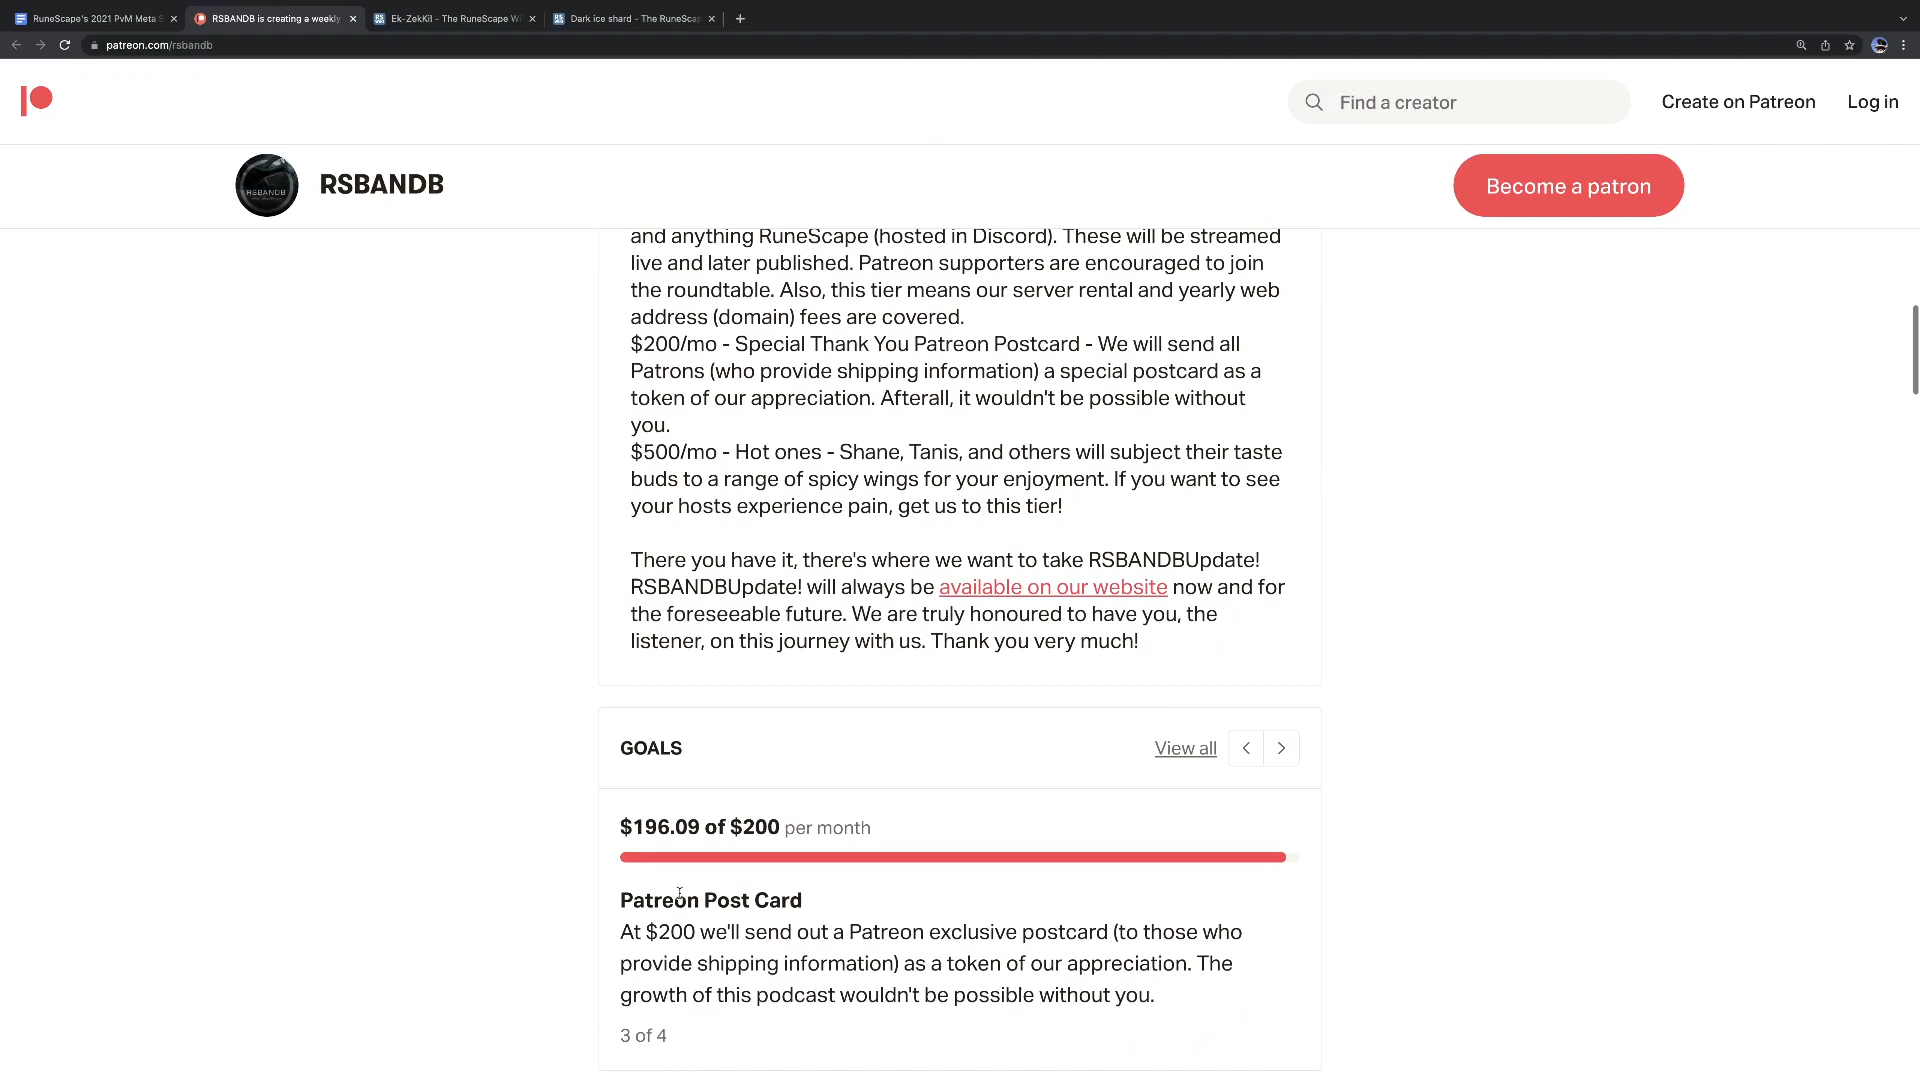 RuneScape's 2021 PvM Meta S
RSBANDB is creating a weekly
Ek-ZekKil - The RuneScape Wi
Dark ice shard - The RuneScap
patreon.com/rsbandb
Find a creator
Create on Patreon
Log in
RSBANDB
RSBANDB
Become a patron
and anything RuneScape (hosted in Discord). These will be streamed
live and later published. Patreon supporters are encouraged to join
the roundtable. Also, this tier means our server rental and yearly web
address (domain) fees are covered.
$200/mo - Special Thank You Patreon Postcard - We will send all
Patrons (who provide shipping information) a special postcard as a
token of our appreciation. Afterall, it wouldn't be possible without
you.
$500/mo - Hot ones - Shane, Tanis, and others will subject their taste
buds to a range of spicy wings for your enjoyment. If you want to see
your hosts experience pain, get us to this tier!
There you have it, there's where we want to take RSBANDBUpdate!
RSBANDBUpdate! will always be available on our website now and for
the foreseeable future. We are truly honoured to have you, the
listener, on this journey with us. Thank you very much!
GOALS
View all
$196.09 of $200 per month
Patreon Post Card
At $200 we'll send out a Patreon exclusive postcard (to those who
provide shipping information) as a token of our appreciation. The
growth of this podcast wouldn't be possible without you.
3 of 4